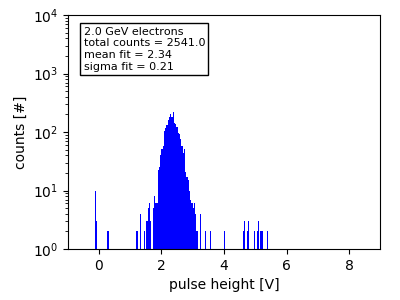 10⁴
10³
10²
10¹
10⁰
counts [#]
2.0 GeV electrons
total counts = 2541.0
mean fit = 2.34
sigma fit = 0.21
0 2 4 6 8
pulse height [V]